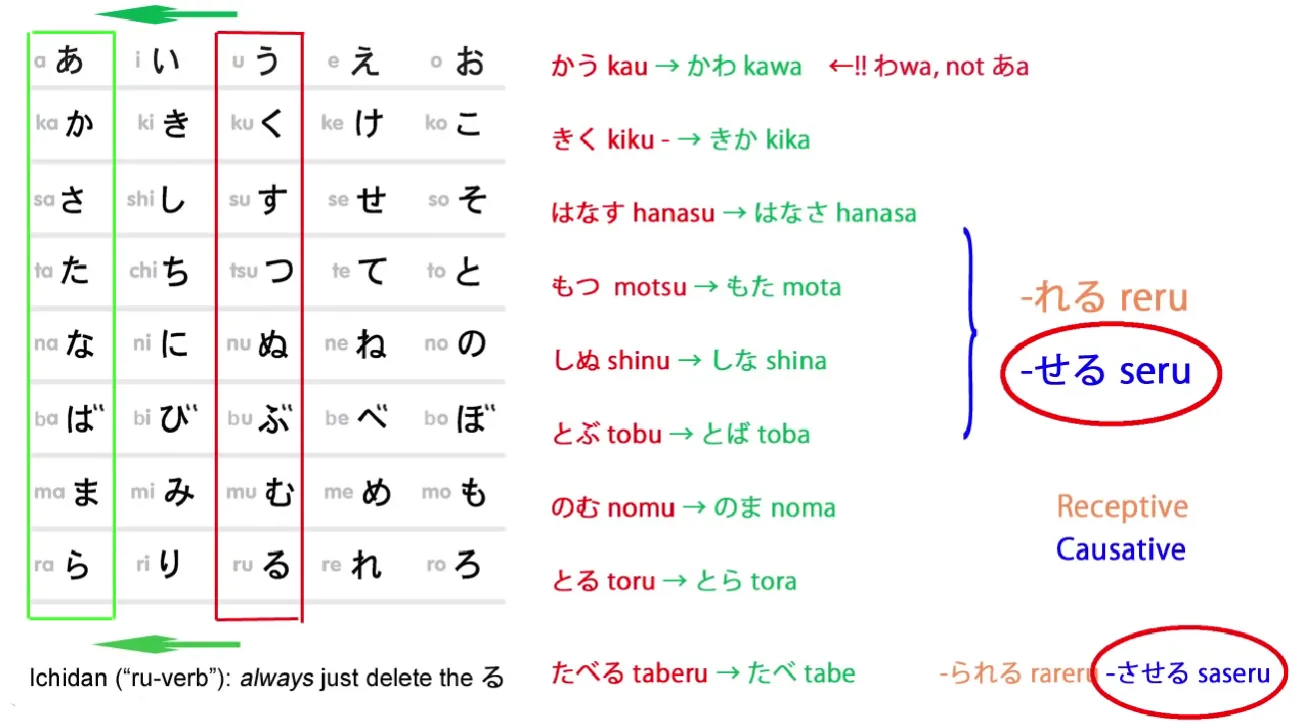 a あ i い u う e え o お
ka か ki き ku く ke け ko こ
sa さ shi し su す se せ so そ
ta た chi ち tsu つ te て to と
na な ni に nu ぬ ne ね no の
ba ば bi び bu ぶ be べ bo ぼ
ma ま mi み mu む me め mo も
ra ら ri り ru る re れ ro ろ
Ichidan (“ru-verb”): always just delete the る
かう kau → かわ kawa ←!! わwa, not あa
きく kiku - → きか kika
はなす hanasu → はなさ hanasa
もつ motsu → もた mota
しぬ shinu → しな shina
とぶ tobu → とば toba
のむ nomu → のま noma
とる toru → とら tora
たべる taberu → たべ tabe
-れる reru
-せる seru
Receptive
Causative
-られる rareru -させる saseru